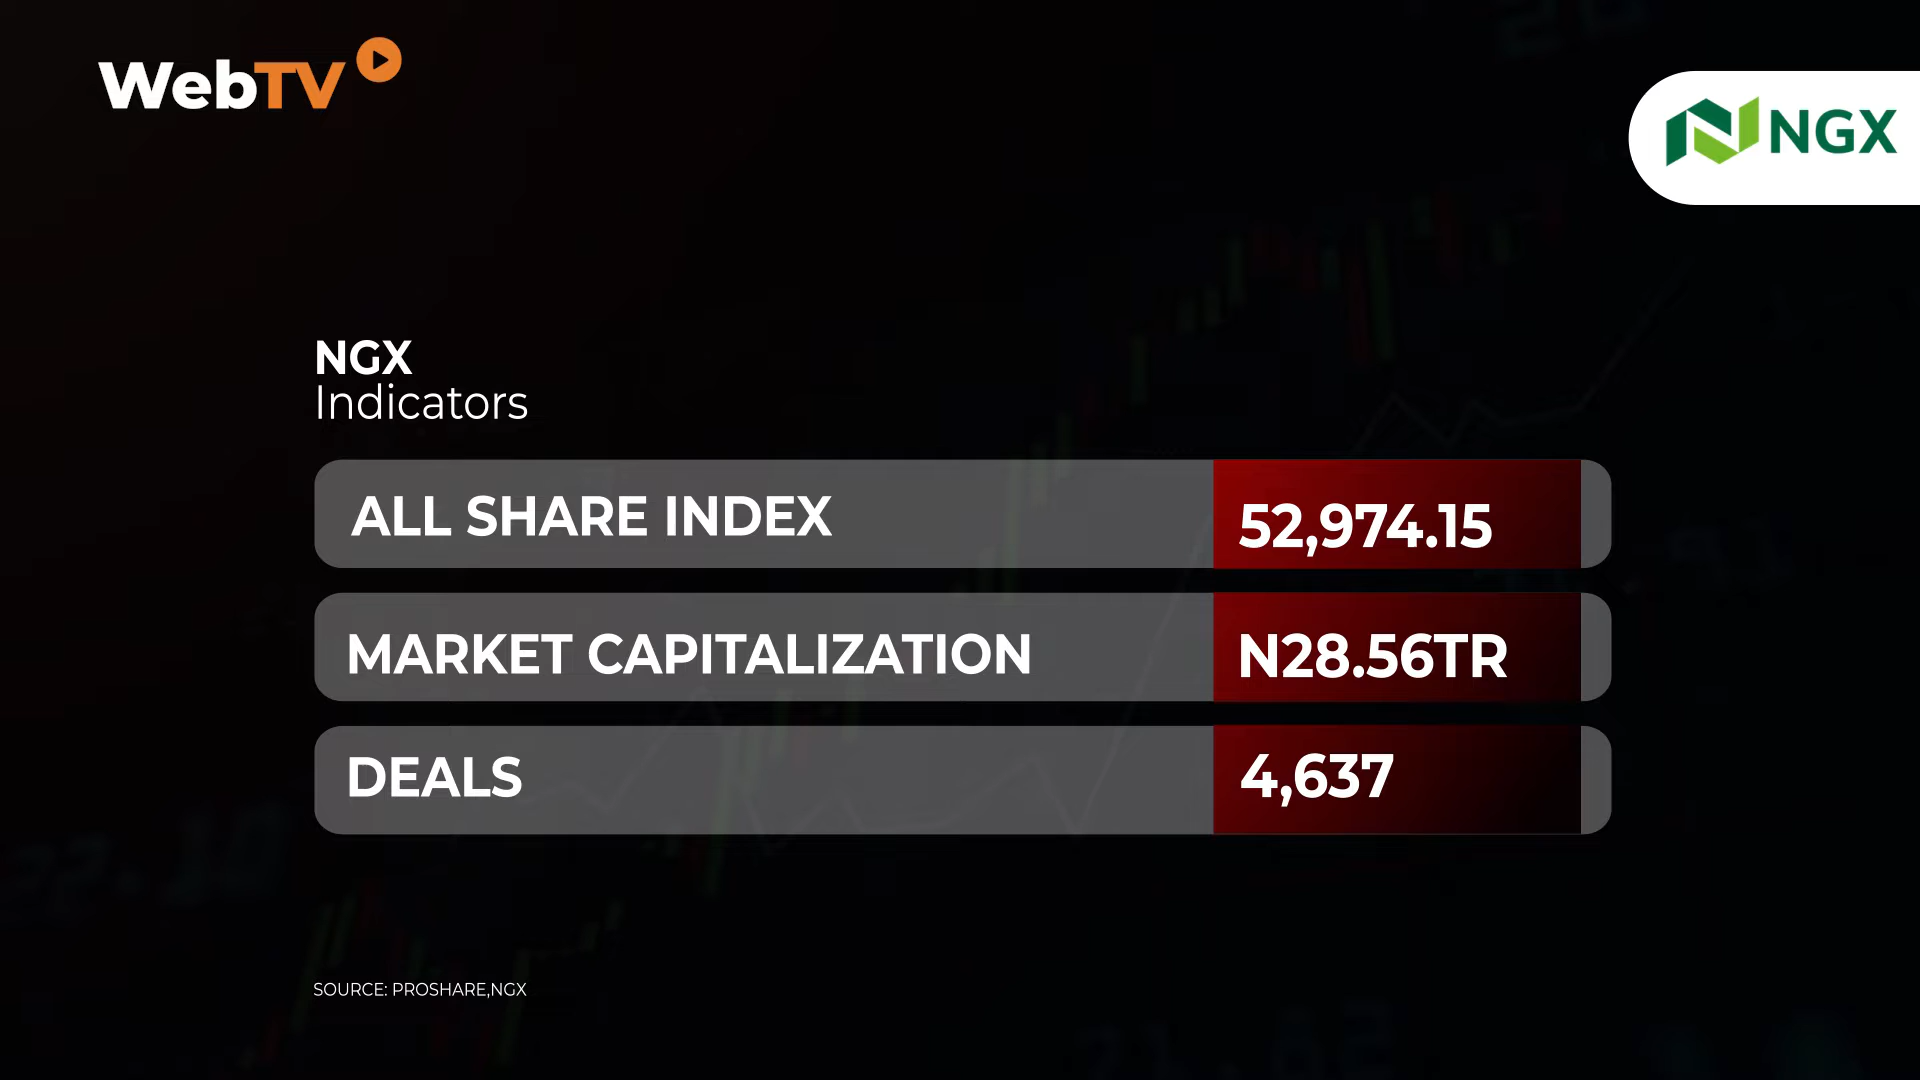 WebTV
NGX
NGX
Indicators
ALL SHARE INDEX 52,974.15
MARKET CAPITALIZATION N28.56TR
DEALS 4,637
SOURCE: PROSHARE,NGX